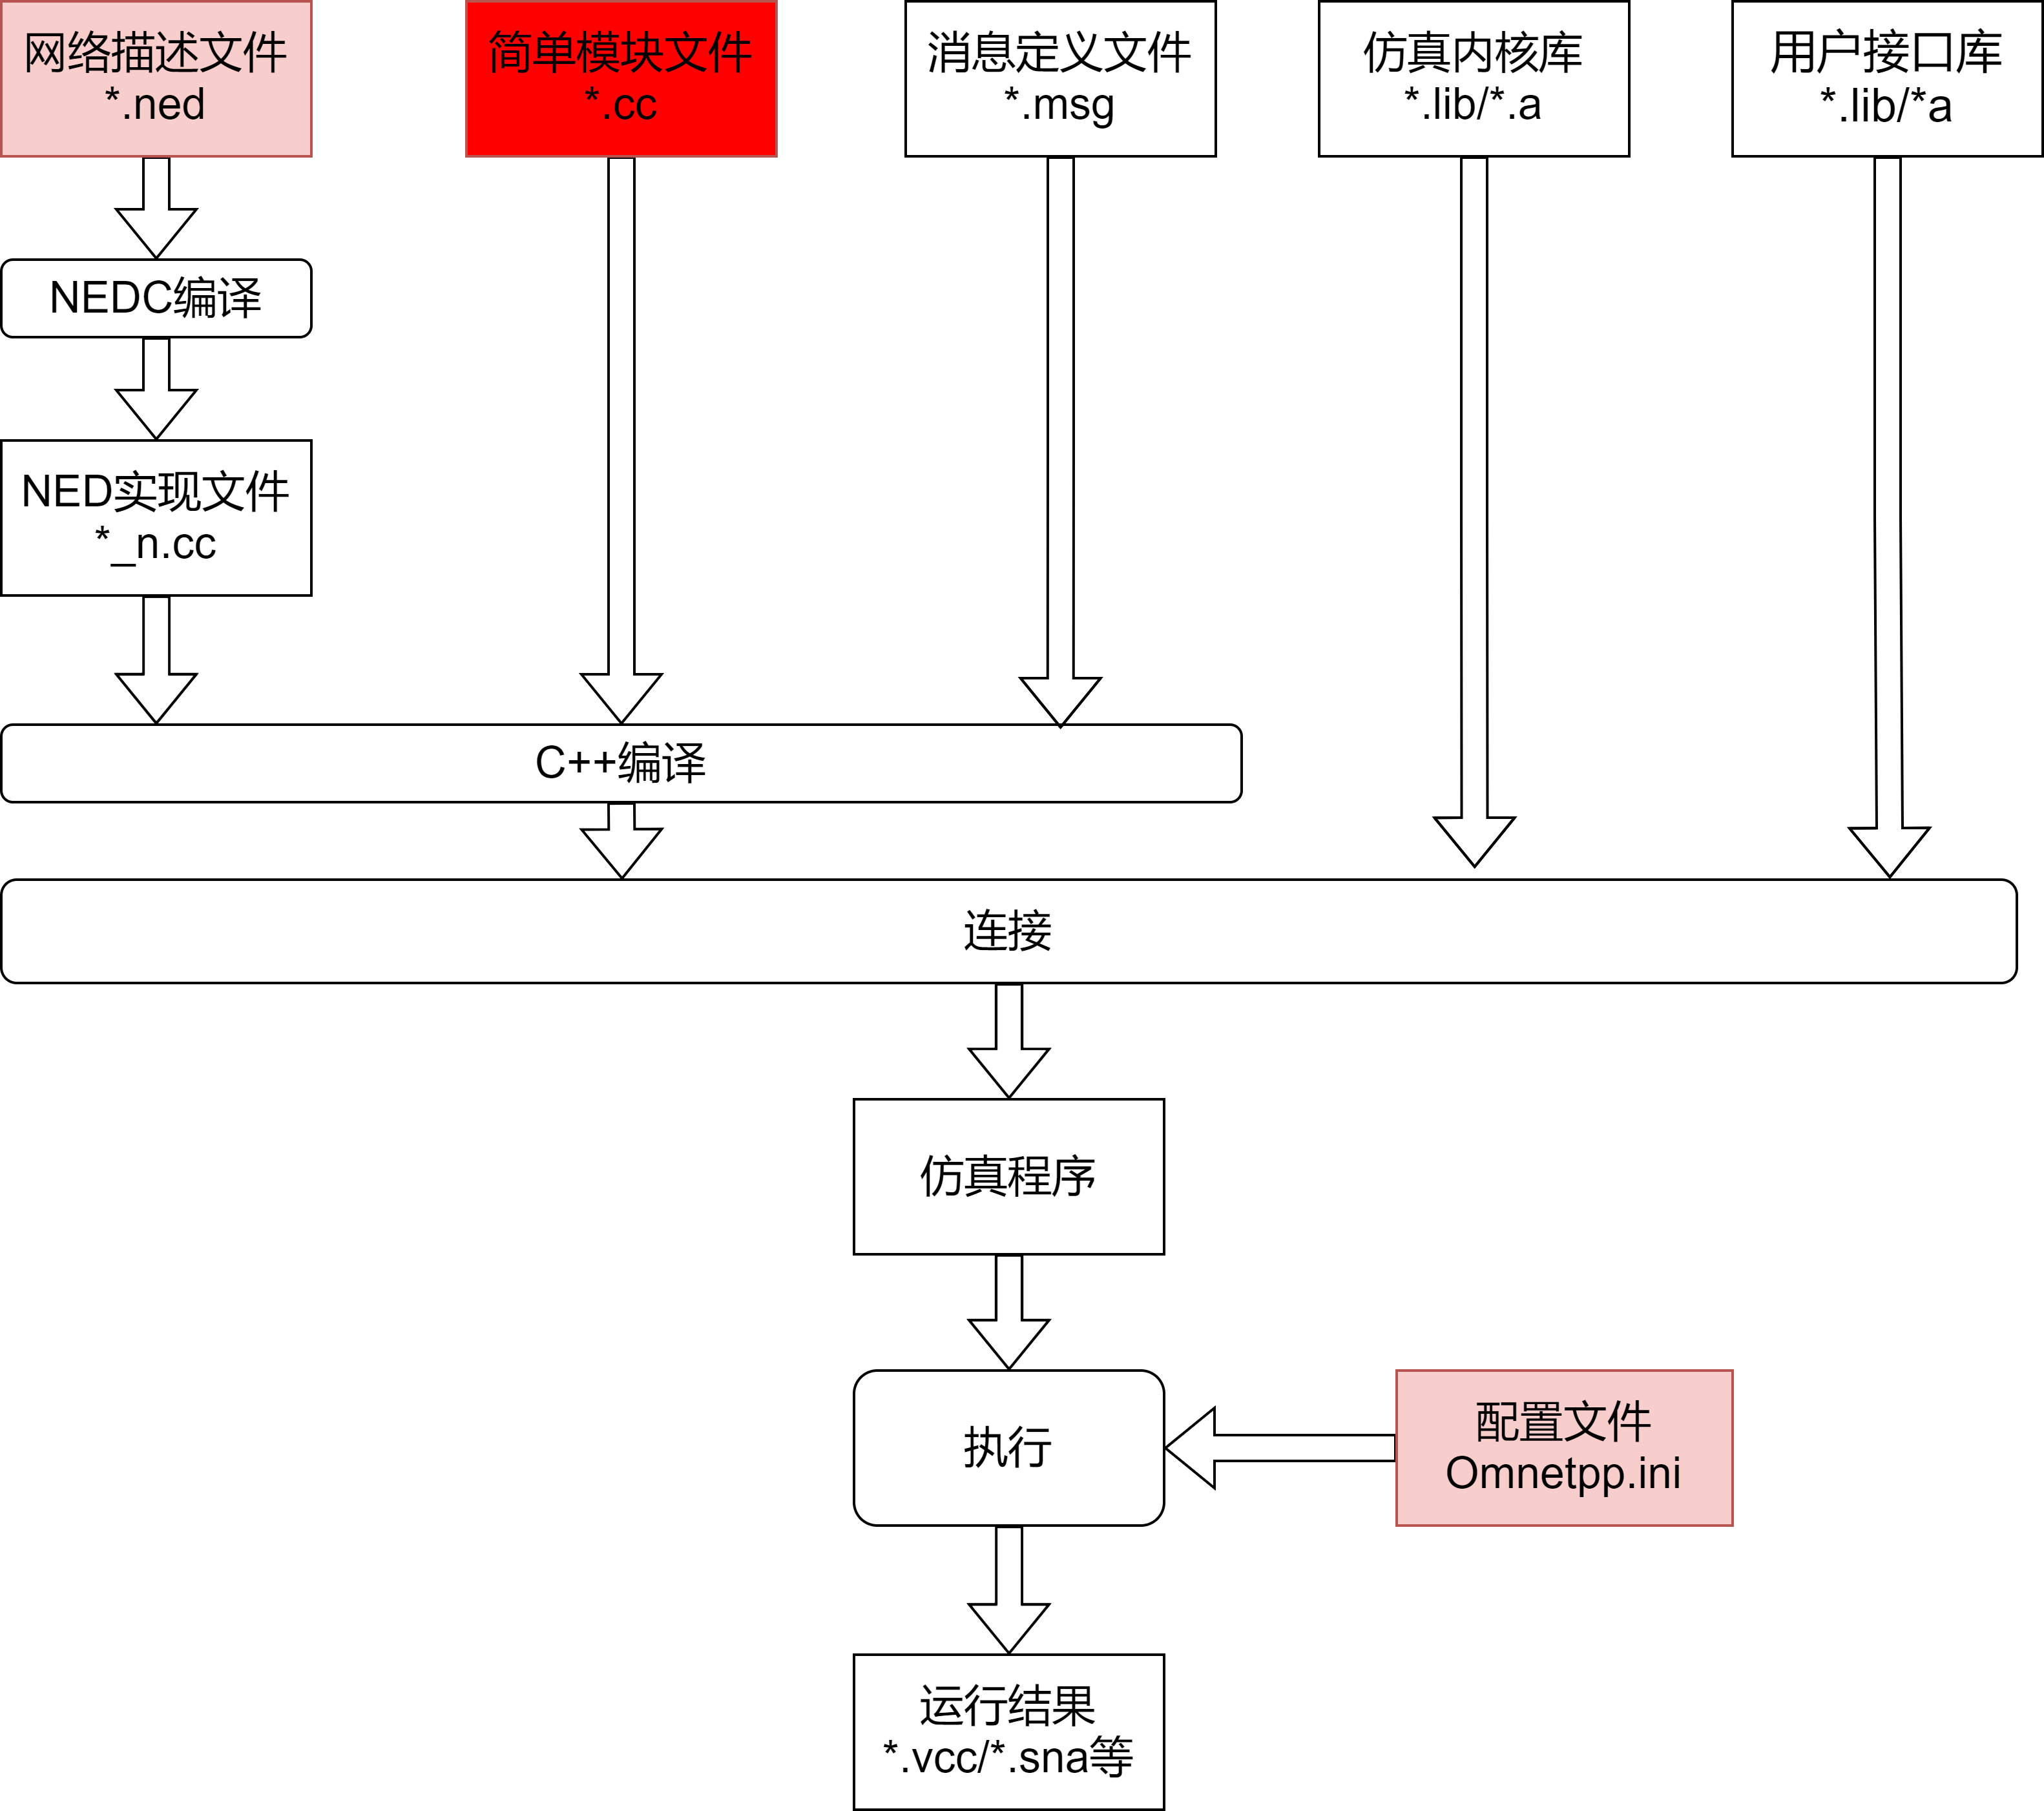 网络描述文件
*.ned
简单模块文件
*.cc
消息定义文件
*.msg
仿真内核库
*.lib/*.a
用户接口库
*.lib/*a
NEDC编译
NED实现文件
*_n.cc
C++编译
连接
仿真程序
执行
配置文件
Omnetpp.ini
运行结果
*.vcc/*.sna等